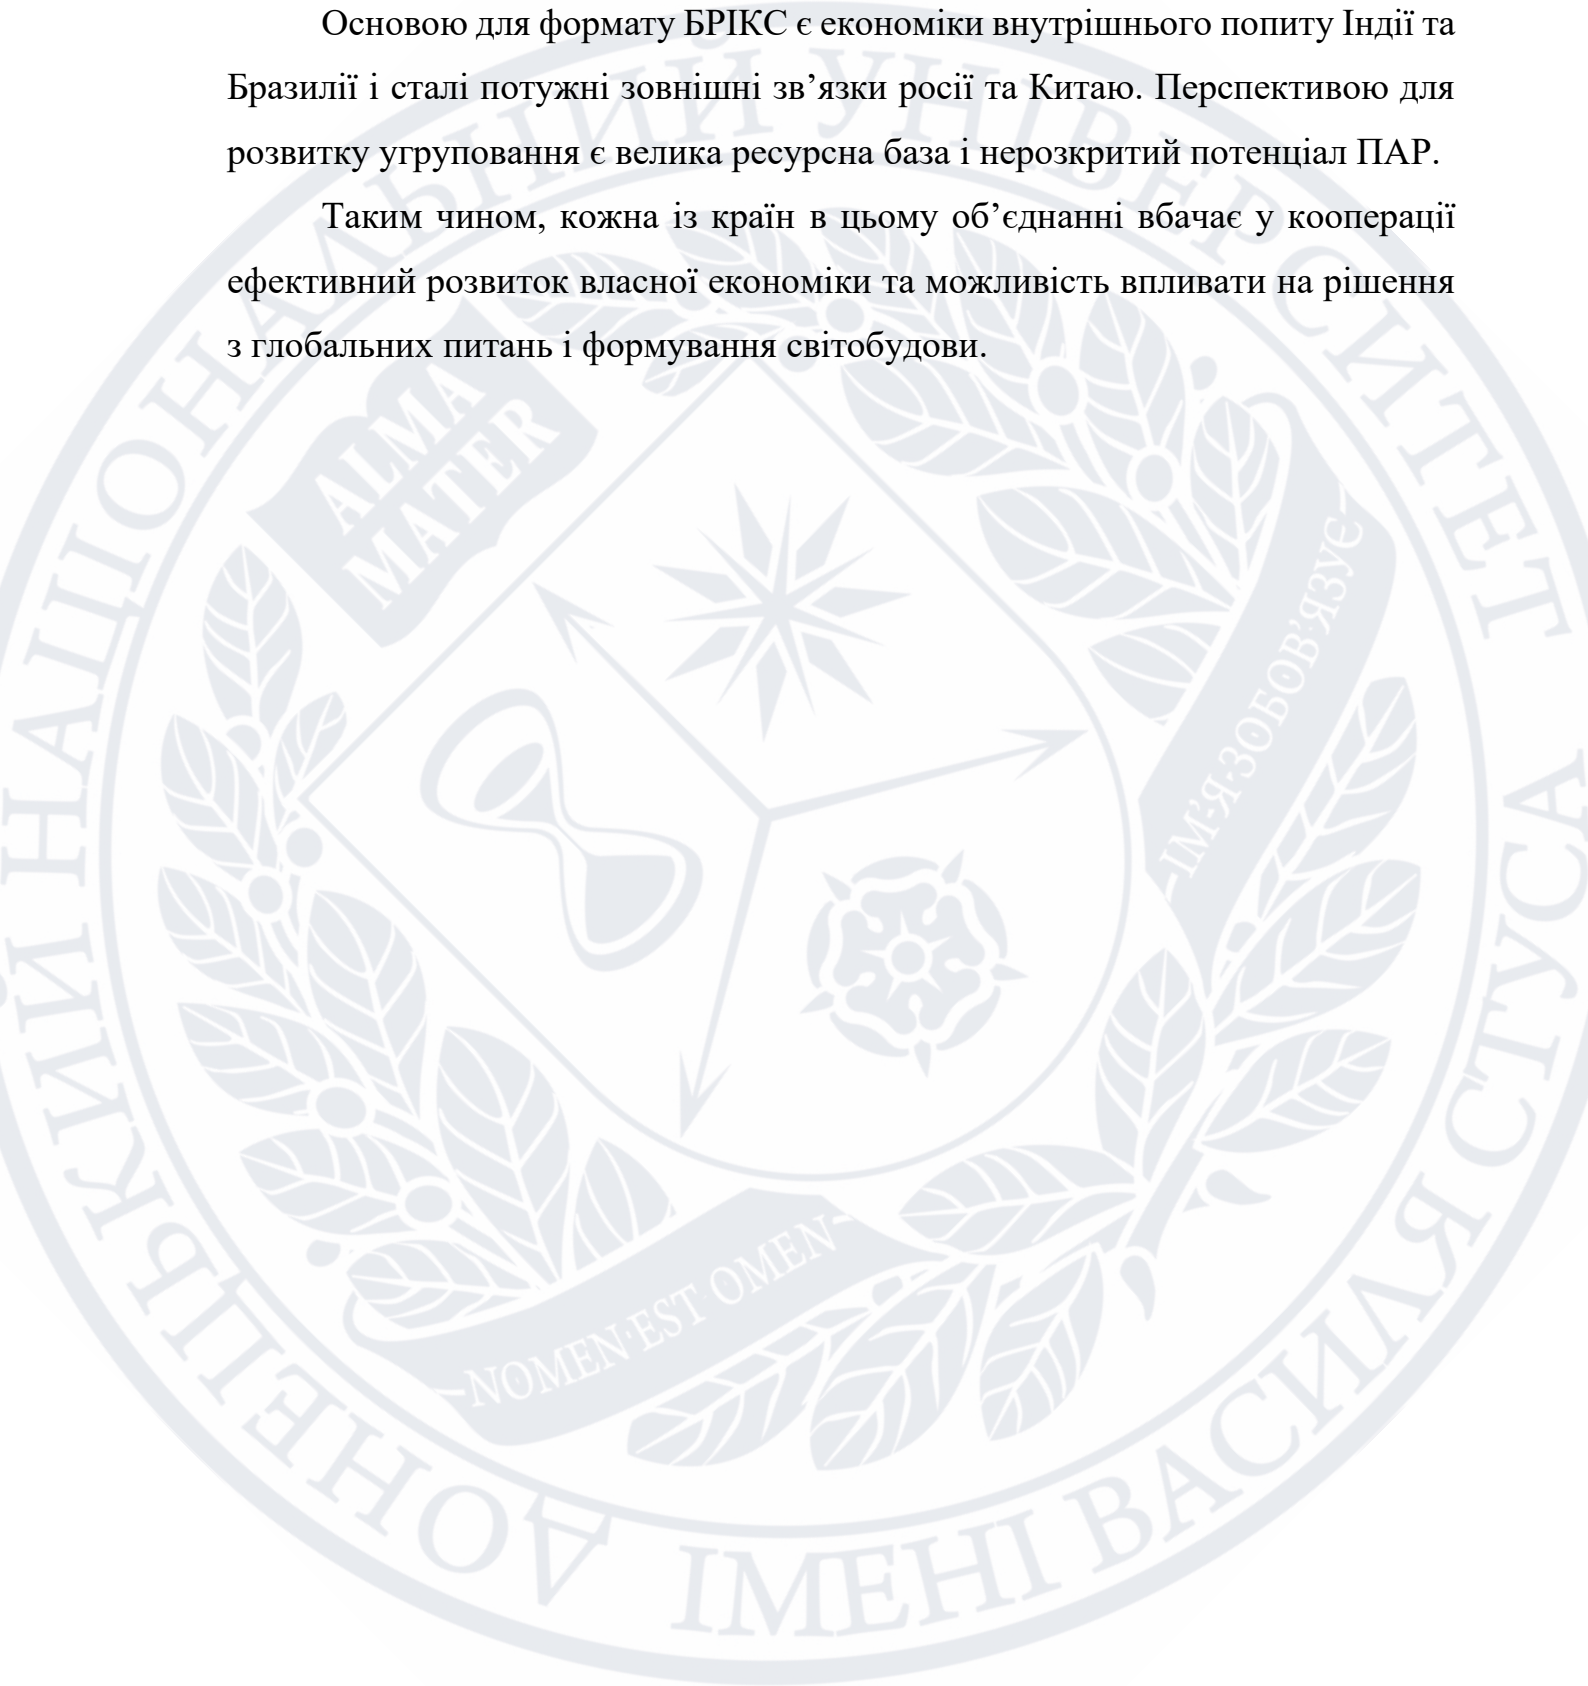 Основою для формату БРІКС є економіки внутрішнього попиту Індії та
Бразилії і сталі потужні зовнішні зв’язки росії та Китаю. Перспективою для
розвитку угруповання є велика ресурсна база і нерозкритий потенціал ПАР.
Таким чином, кожна із країн в цьому об’єднанні вбачає у кооперації
ефективний розвиток власної економіки та можливість впливати на рішення
з глобальних питань і формування світобудови.
ДОНЕЦЬКИЙ НАЦІОНАЛЬНИЙ УНІВЕРСИТЕТ
ІМЕНІ ВАСИЛЯ СТУСА
ALMA
MATER
ІМ’Я·ЗОБОВ’ЯЗУЄ
NOMEN·EST·OMEN